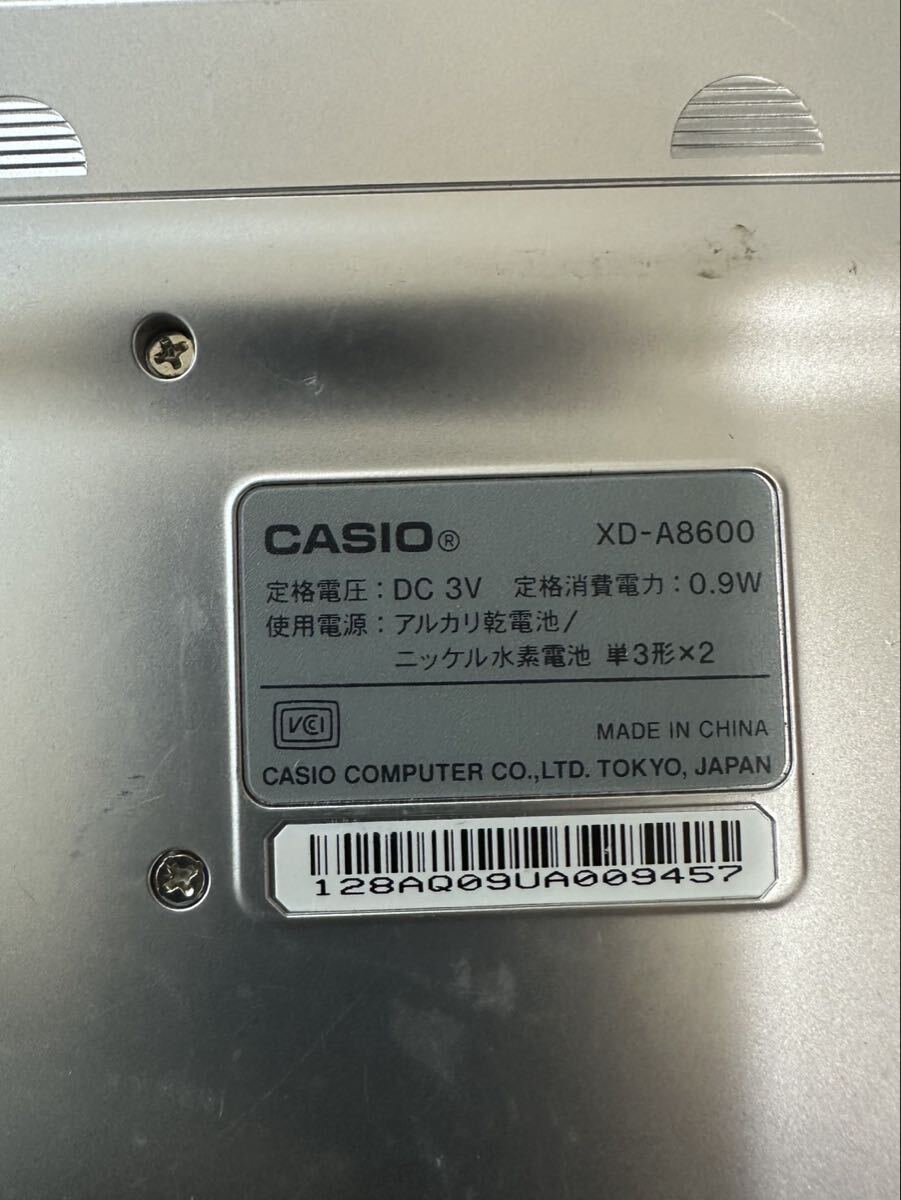 CASIO® XD-A8600
定格電圧：DC 3V 定格消費電力：0.9W
使用電源：アルカリ乾電池/
ニッケル水素電池 単3形×2
VCI
MADE IN CHINA
CASIO COMPUTER CO.,LTD. TOKYO, JAPAN
128AQ09UA009457